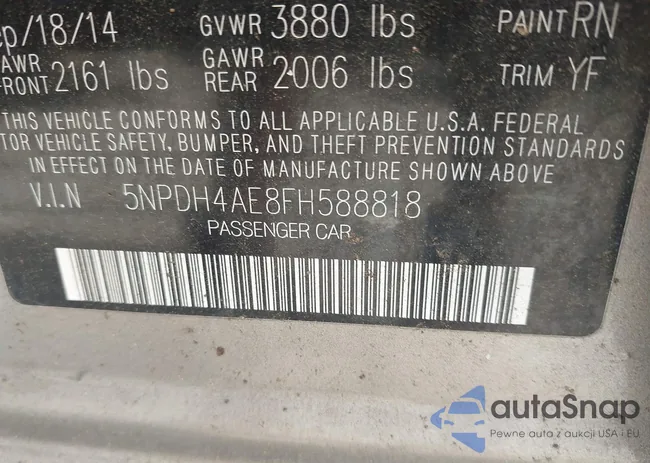 ep/18/14 GVWR 3880 lbs PAINT RN
AWR FRONT 2161 lbs GAWR REAR 2006 lbs TRIM YF
THIS VEHICLE CONFORMS TO ALL APPLICABLE U.S.A. FEDERAL
TOR VEHICLE SAFETY, BUMPER, AND THEFT PREVENTION STANDARDS
IN EFFECT ON THE DATE OF MANUFACTURE SHOWN ABOVE
V.I.N 5NPDH4AE8FH588818
PASSENGER CAR
autaSnap
Pewne auta z aukcji USA i EU